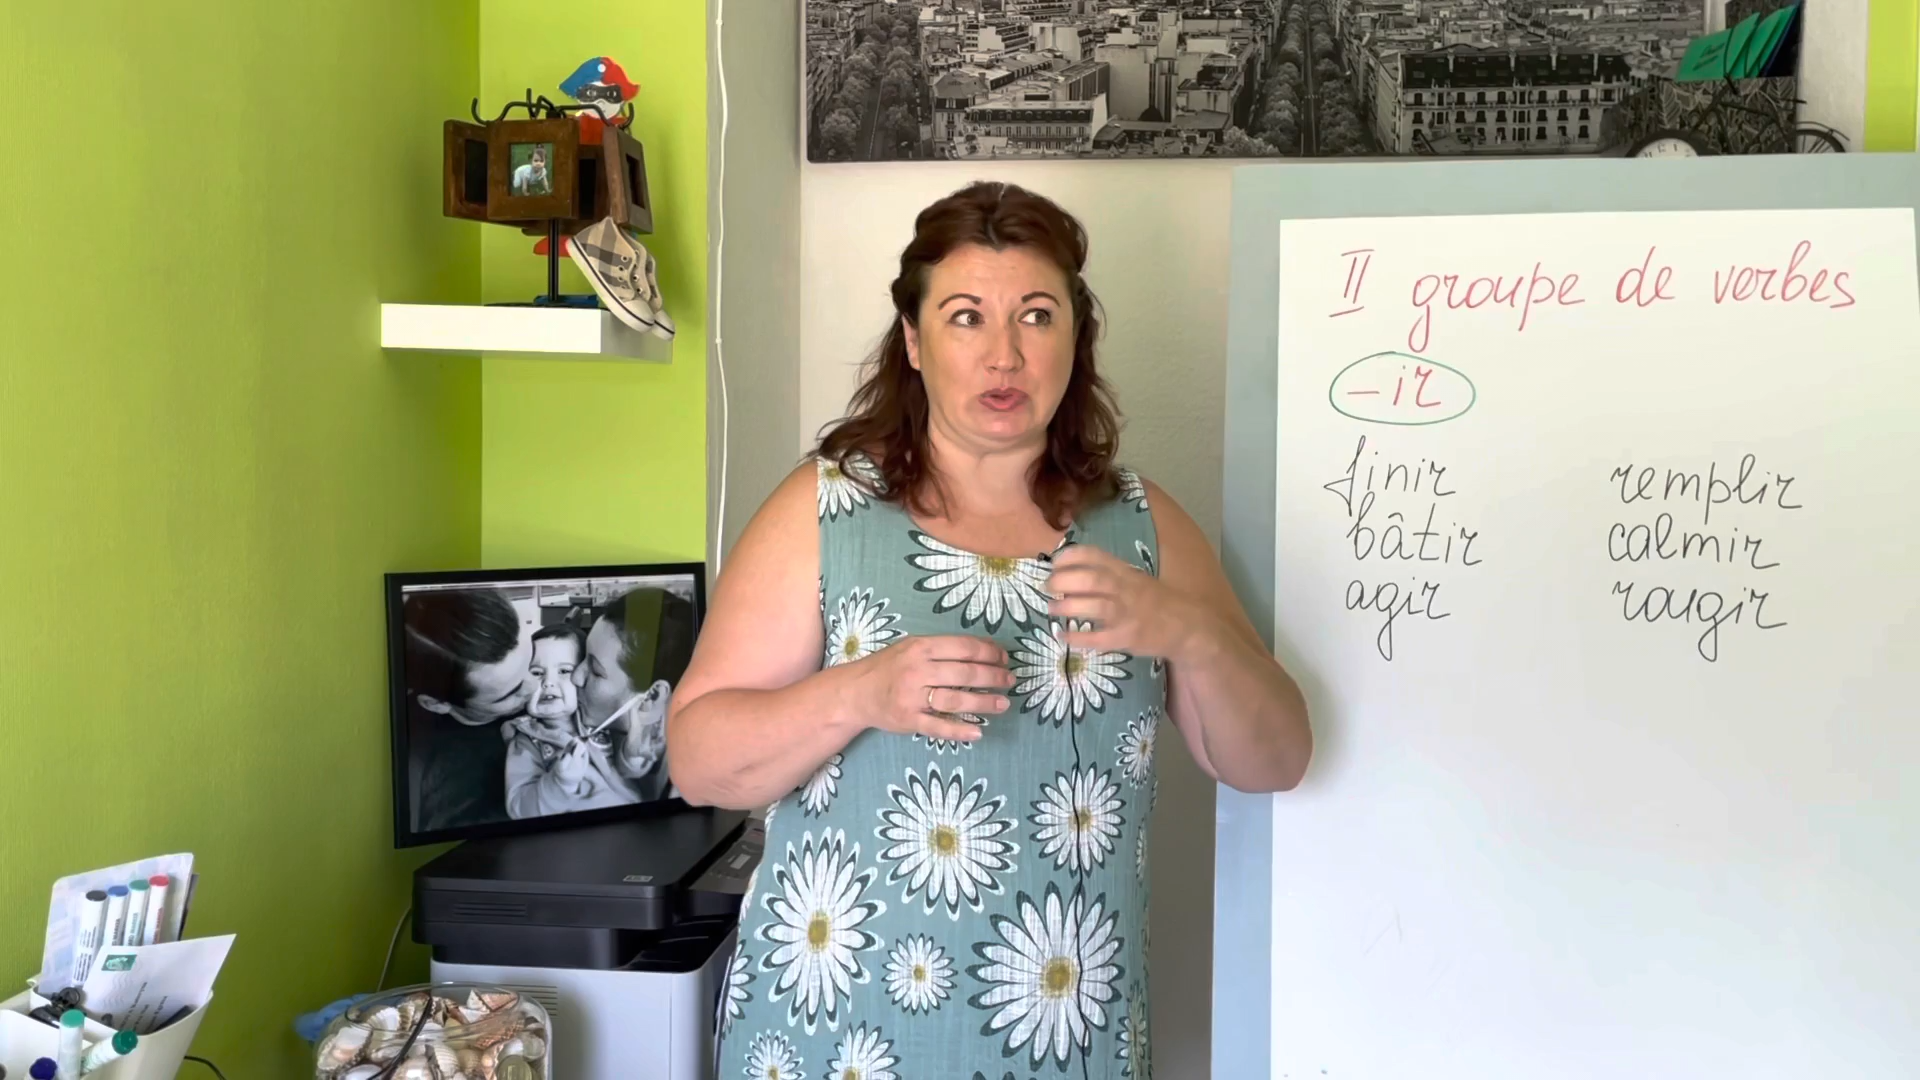 II groupe de verbes
-ir
finir
bâtir
agir
remplir
calmir
rougir